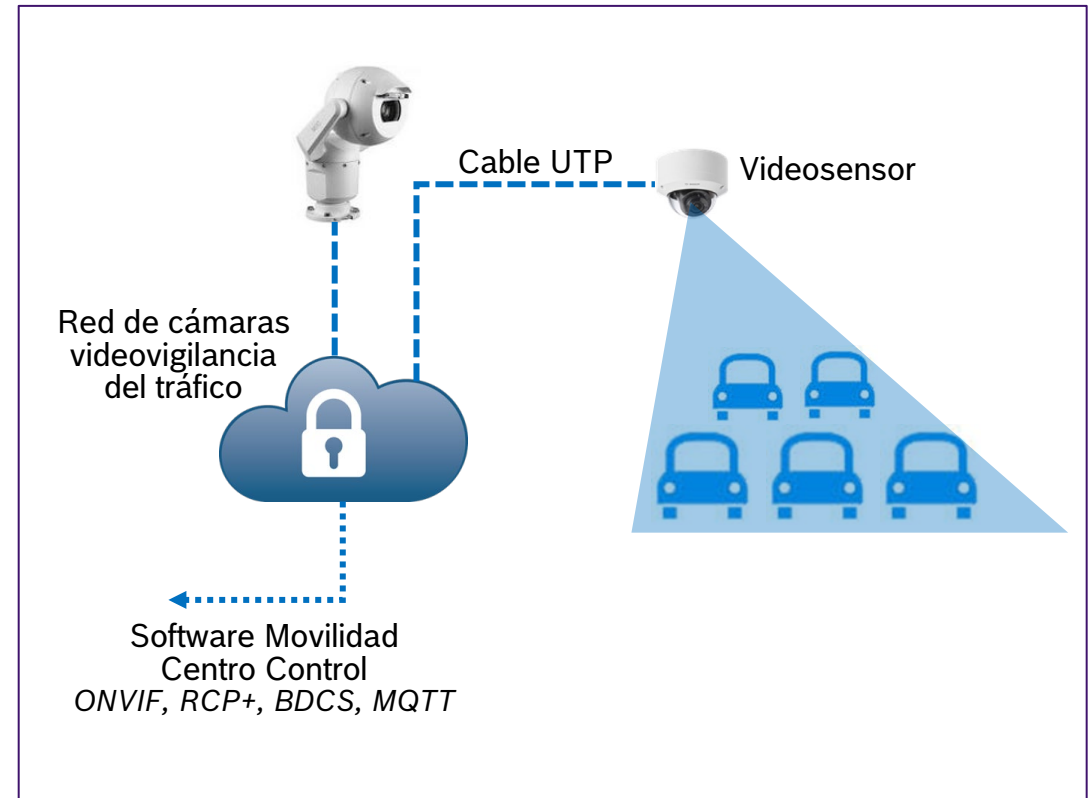 Cable UTP
Videosensor
Red de cámaras
videovigilancia
del tráfico
Software Movilidad
Centro Control
ONVIF, RCP+, BDCS, MQTT